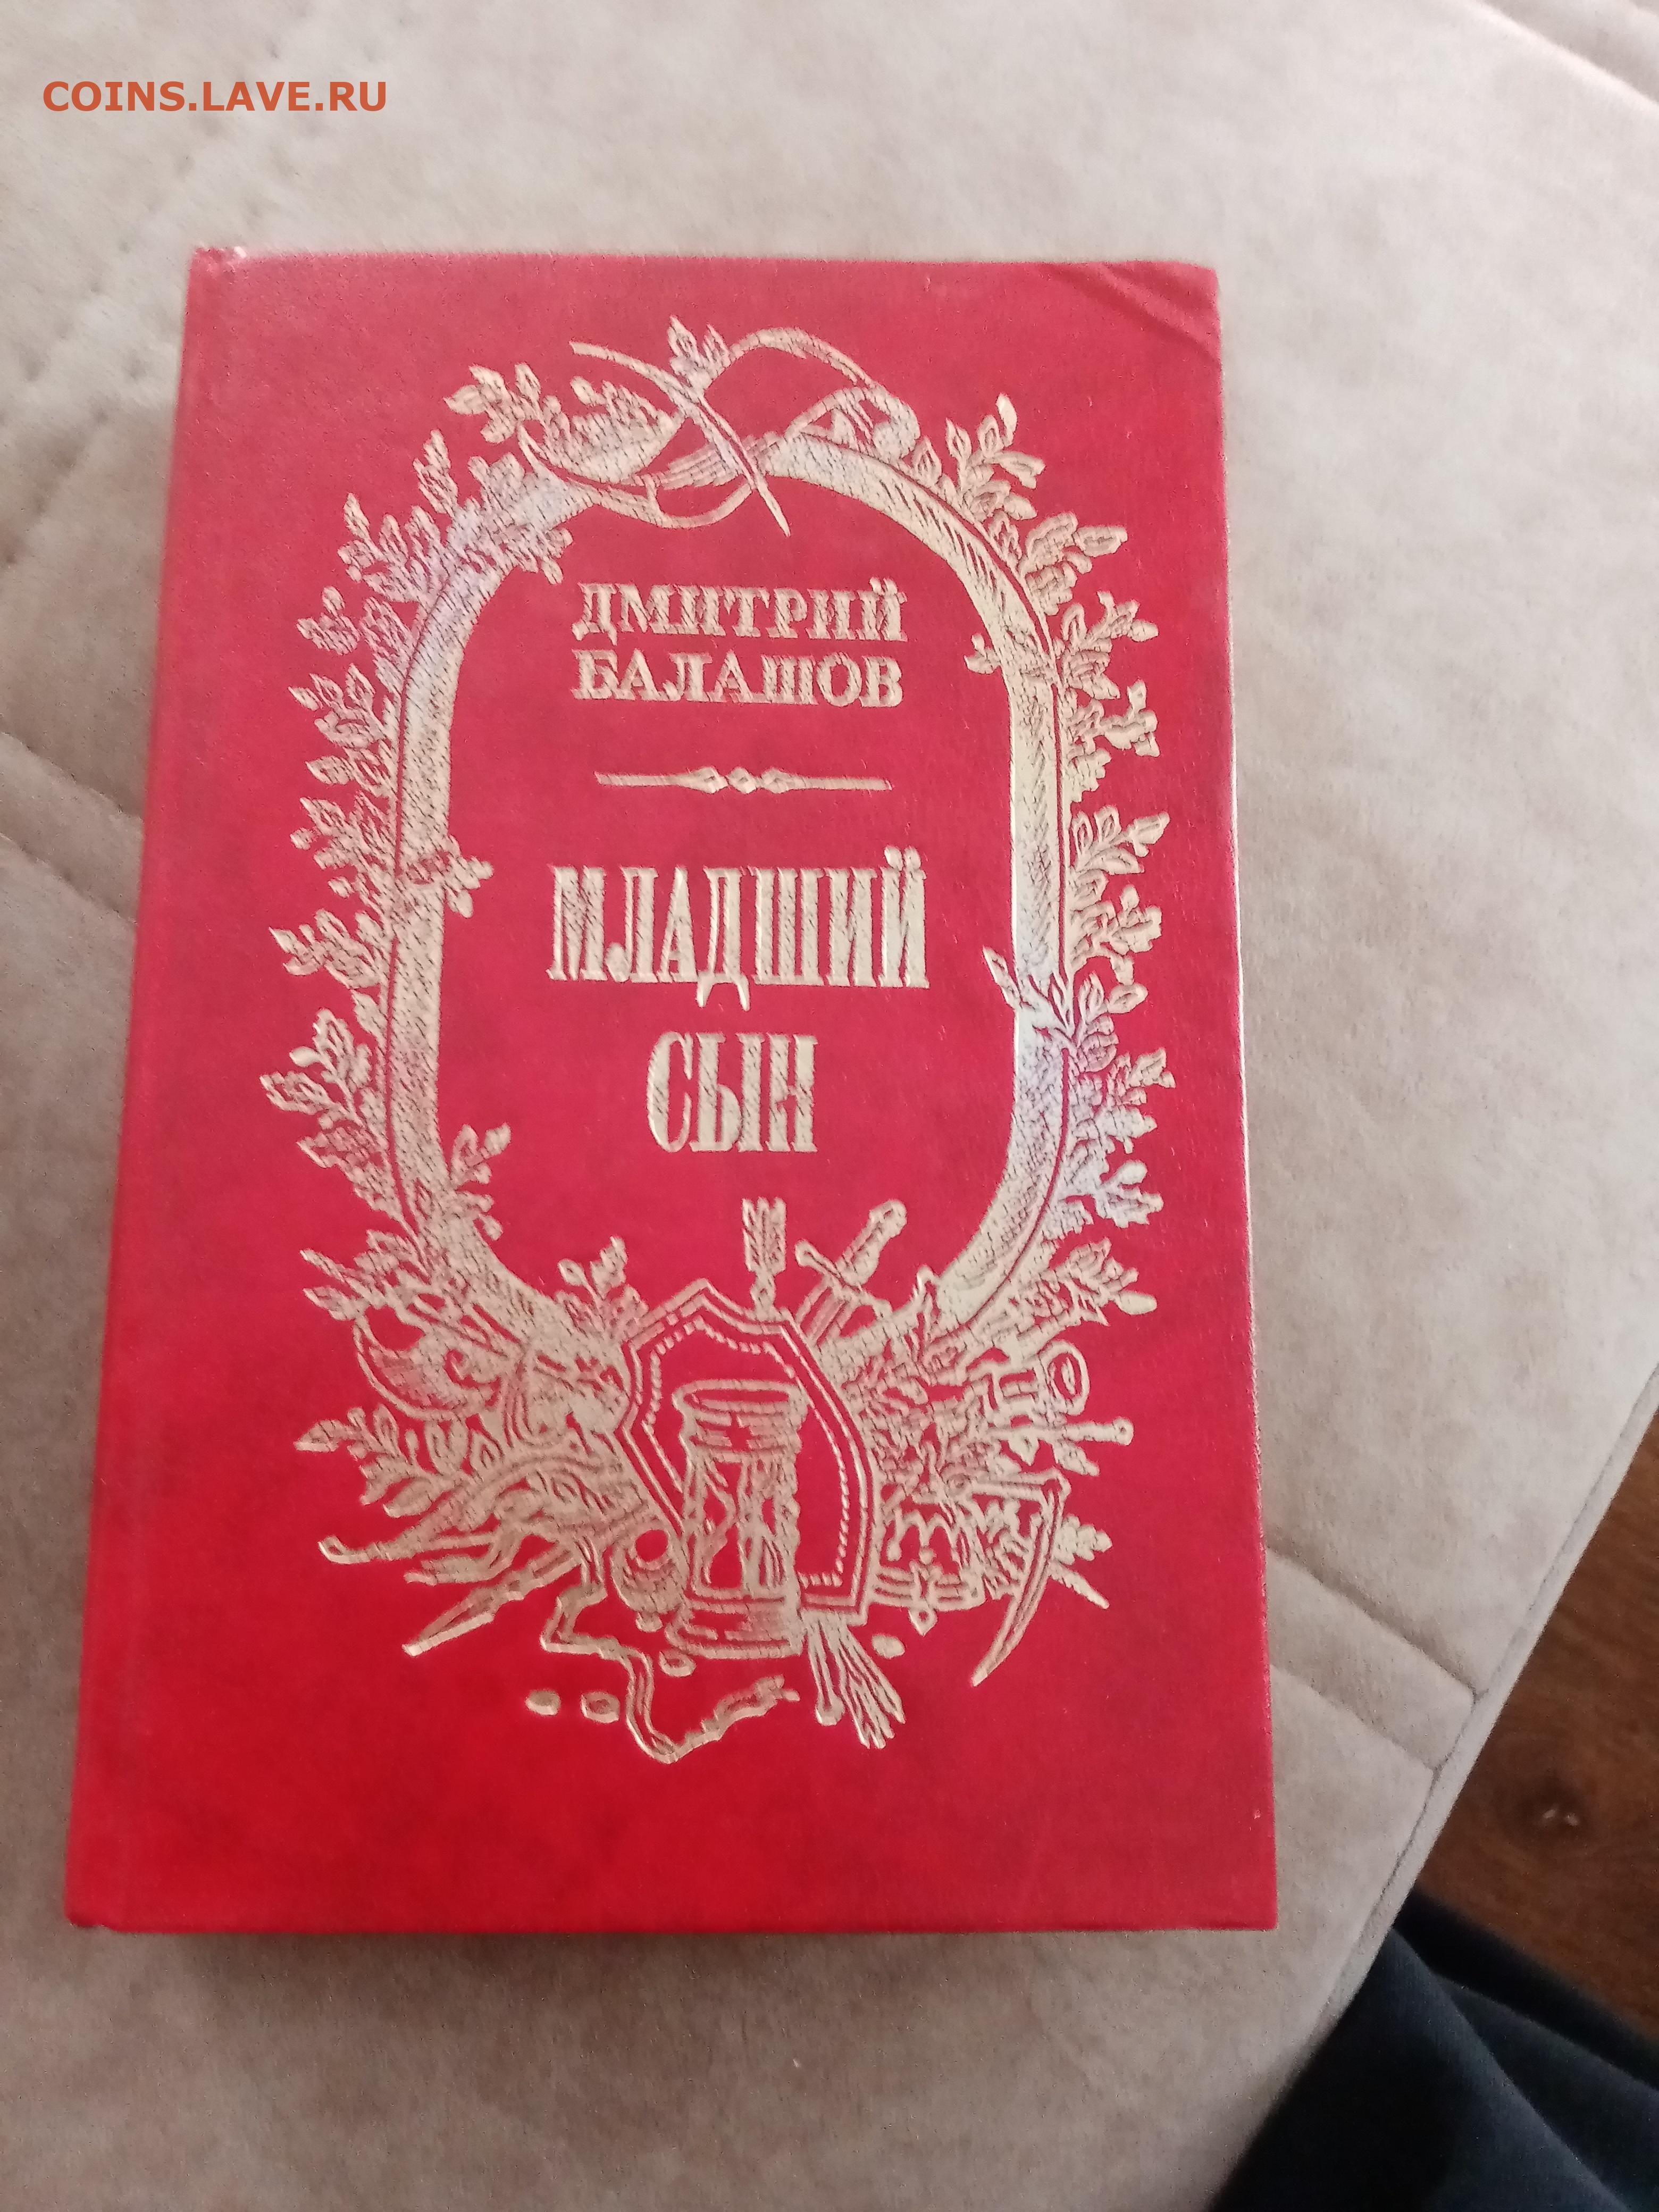 COINS.LAVE.RU
ДМИТРИЙ
БАЛАШОВ
МЛАДШИЙ
СЫН